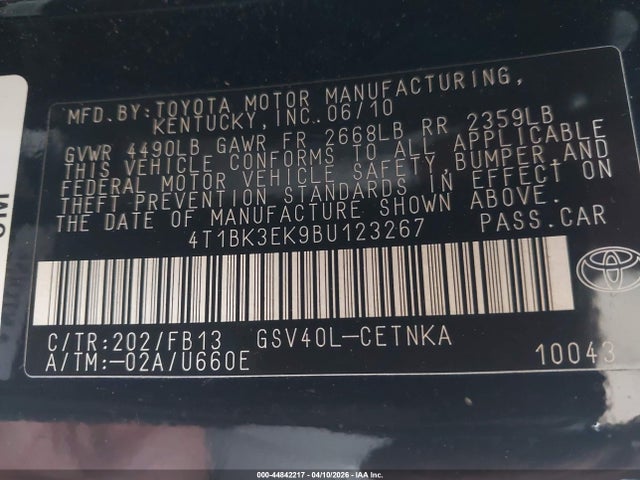 MFD.BY:TOYOTA MOTOR MANUFACTURING,
KENTUCKY,INC.06/10
GVWR 4490LB GAWR FR 2668LB RR 2359LB
THIS VEHICLE CONFORMS TO ALL APPLICABLE
FEDERAL MOTOR VEHICLE SAFETY,BUMPER,AND
THEFT PREVENTION STANDARDS IN EFFECT ON
THE DATE OF MANUFACTURE SHOWN ABOVE.
4T1BK3EK9BU123267 PASS.CAR
C/TR:202/FB13 GSV40L-CETNKA
A/TM:-02A/U660E 10043
000-44842217 - 04/10/2026 - IAA Inc.